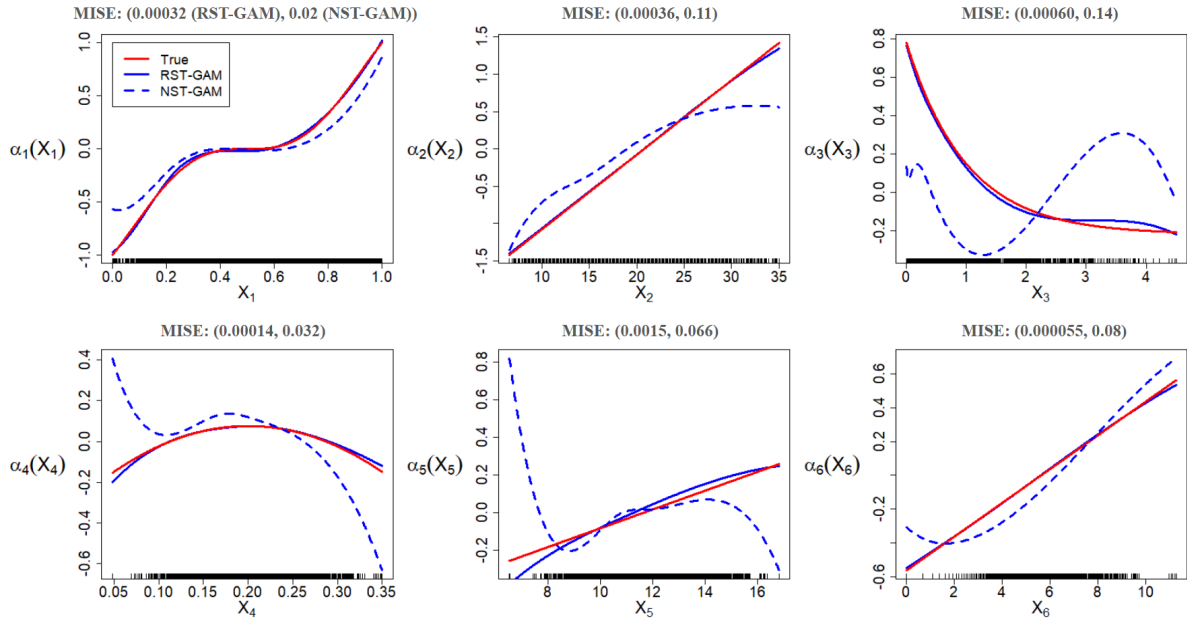 MISE: (0.00032 (RST-GAM), 0.02 (NST-GAM))
1.0
0.5
0.0
-0.5
-1.0
True
RST-GAM
NST-GAM
α1(X1)
0.0 0.2 0.4 0.6 0.8 1.0
X1
MISE: (0.00036, 0.11)
1.5
1.0
0.5
0.0
-0.5
-1.5
α2(X2)
10 15 20 25 30 35
X2
MISE: (0.00060, 0.14)
0.8
0.6
0.4
0.2
0.0
-0.2
α3(X3)
0 1 2 3 4
X3
MISE: (0.00014, 0.032)
0.4
0.2
0.0
-0.2
-0.4
-0.6
α4(X4)
0.05 0.10 0.15 0.20 0.25 0.30 0.35
X4
MISE: (0.0015, 0.066)
0.8
0.6
0.4
0.2
0.0
-0.2
α5(X5)
8 10 12 14 16
X5
MISE: (0.000055, 0.08)
0.6
0.4
0.2
-0.2
-0.6
α6(X6)
0 2 4 6 8 10
X6